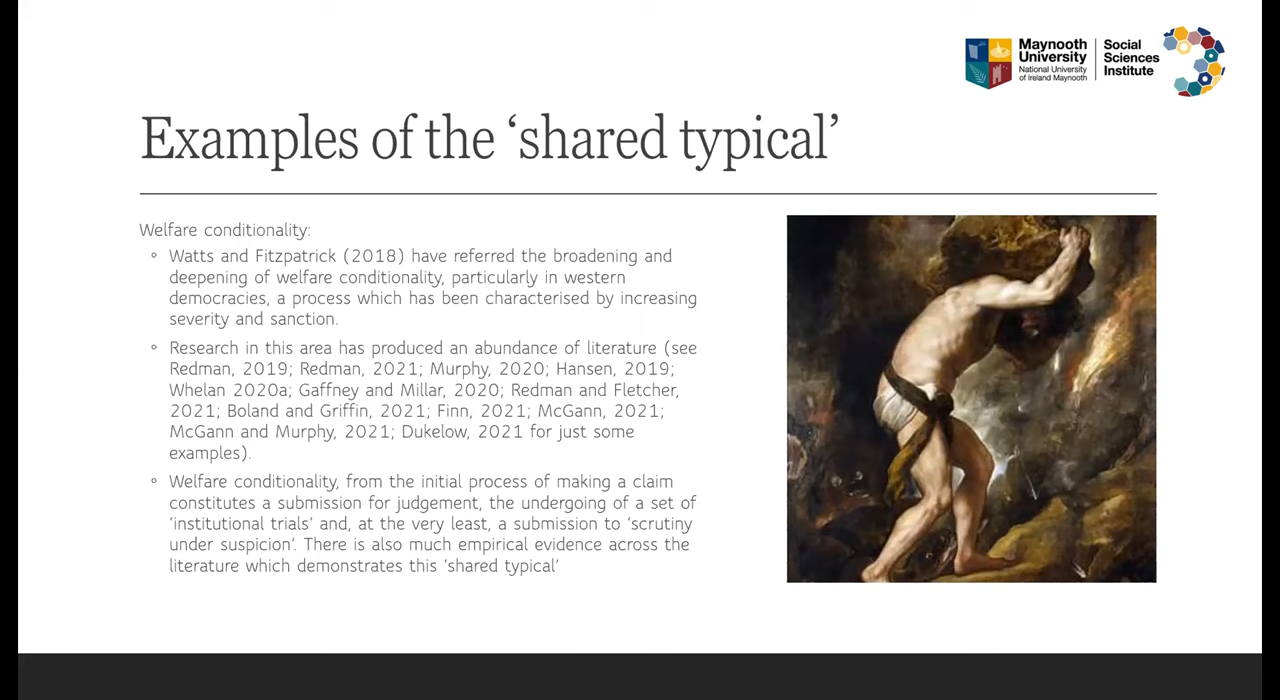 Maynooth
University
National University
of Ireland Maynooth
Social
Sciences
Institute
Examples of the ‘shared typical’
Welfare conditionality:
Watts and Fitzpatrick (2018) have referred the broadening and
deepening of welfare conditionality, particularly in western
democracies, a process which has been characterised by increasing
severity and sanction.
Research in this area has produced an abundance of literature (see
Redman, 2019; Redman, 2021; Murphy, 2020; Hansen, 2019;
Whelan 2020a; Gaffney and Millar, 2020; Redman and Fletcher,
2021; Boland and Griffin, 2021; Finn, 2021; McGann, 2021;
McGann and Murphy, 2021; Dukelow, 2021 for just some
examples).
Welfare conditionality, from the initial process of making a claim
constitutes a submission for judgement, the undergoing of a set of
‘institutional trials’ and, at the very least, a submission to ‘scrutiny
under suspicion’. There is also much empirical evidence across the
literature which demonstrates this ‘shared typical’